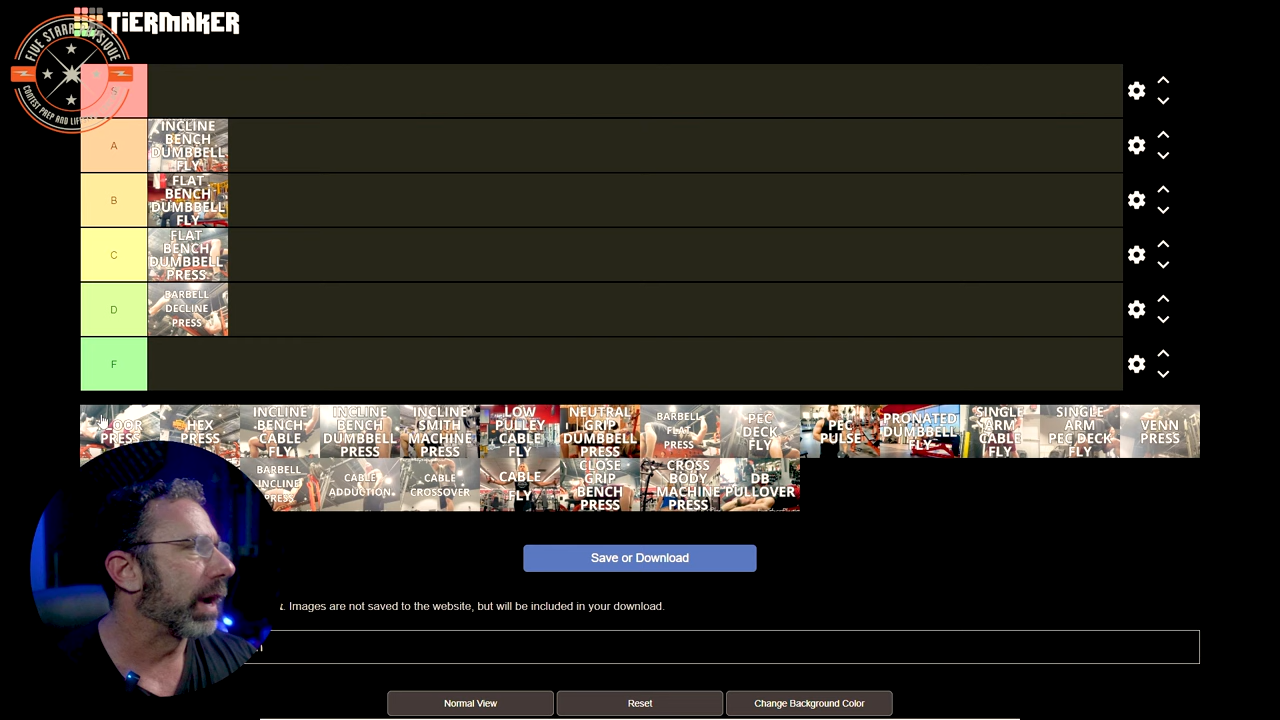 TIERMAKER
FIVE STARR PHYSIQUE
CONTEST PREP AND
S
A
INCLINE
BENCH
DUMBBELL
FLY
B
FLAT
BENCH
DUMBBELL
FLY
C
FLAT
BENCH
DUMBBELL
PRESS
D
BARBELL
DECLINE
PRESS
F
FLOOR
PRESS
HEX
PRESS
INCLINE
BENCH
CABLE
FLY
INCLINE
BENCH
DUMBBELL
PRESS
INCLINE
SMITH
MACHINE
PRESS
LOW
PULLEY
CABLE
FLY
NEUTRAL
GRIP
DUMBBELL
PRESS
BARBELL
FLAT
PRESS
PEC
DECK
FLY
PEC
PULSE
PRONATED
DUMBBELL
FLY
SINGLE
ARM
CABLE
FLY
SINGLE
ARM
PEC DECK
FLY
VENN
PRESS
BARBELL
INCLINE
PRESS
CABLE
ADDUCTION
CABLE
CROSSOVER
CABLE
FLY
CLOSE
GRIP
BENCH
PRESS
CROSS
BODY
MACHINE
PRESS
DB
PULLOVER
Save or Download
Images are not saved to the website, but will be included in your download.
Normal View
Reset
Change Background Color